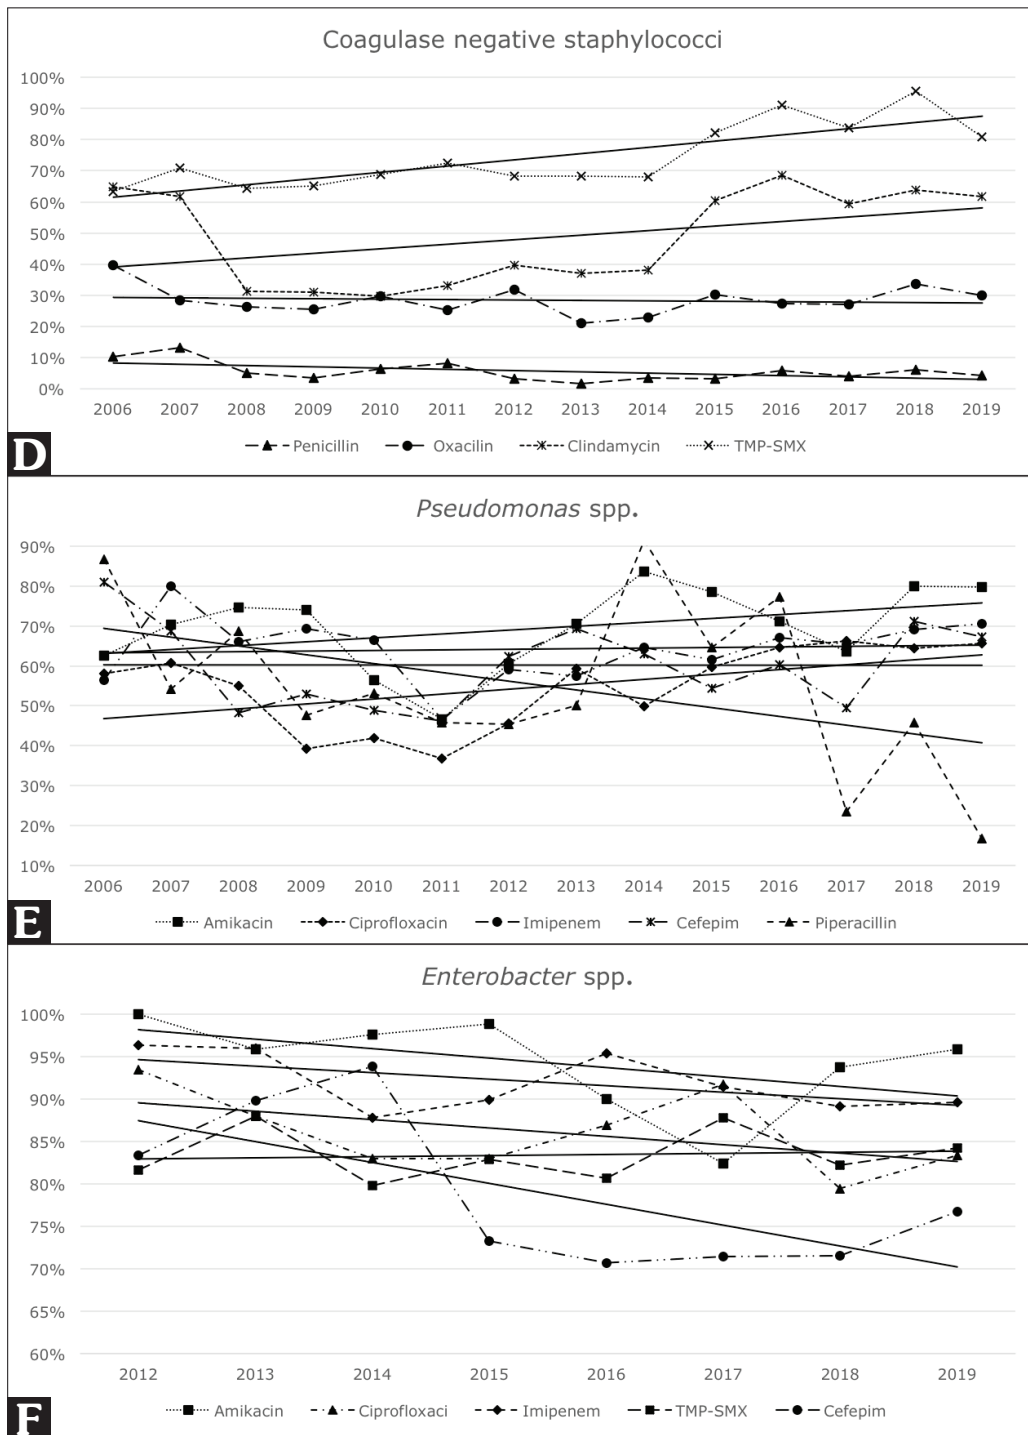 Coagulase negative staphylococci
100%
90%
80%
70%
60%
50%
40%
30%
20%
10%
0%
2006 2007 2008 2009 2010 2011 2012 2013 2014 2015 2016 2017 2018 2019
Penicillin Oxacilin Clindamycin TMP-SMX
D
Pseudomonas spp.
90%
80%
70%
60%
50%
40%
30%
20%
10%
2006 2007 2008 2009 2010 2011 2012 2013 2014 2015 2016 2017 2018 2019
Amikacin Ciprofloxacin Imipenem Cefepim Piperacillin
E
Enterobacter spp.
100%
95%
90%
85%
80%
75%
70%
65%
60%
2012 2013 2014 2015 2016 2017 2018 2019
Amikacin Ciprofloxaci Imipenem TMP-SMX Cefepim
F